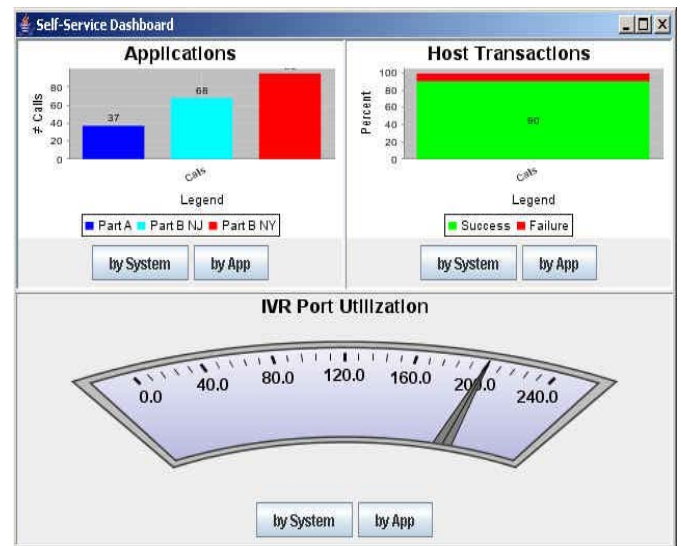 Self-Service Dashboard
Applications
# Calls
80
60
40
20
0
37
68
Calls
Legend
Part A Part B NJ Part B NY
by System by App
Host Transactions
Percent
100
80
60
40
20
0
90
Calls
Legend
Success Failure
by System by App
IVR Port Utilization
0.0 40.0 80.0 120.0 160.0 200.0 240.0
by System by App